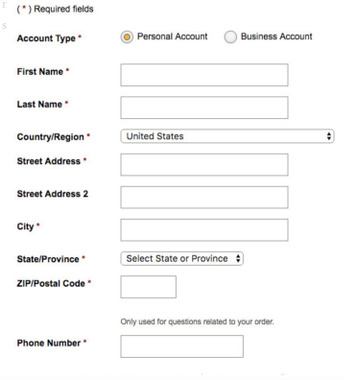 ( * ) Required fields
Account Type * Personal Account Business Account
First Name *
Last Name *
Country/Region * United States
Street Address *
Street Address 2
City *
State/Province * Select State or Province
ZIP/Postal Code *
Only used for questions related to your order.
Phone Number *